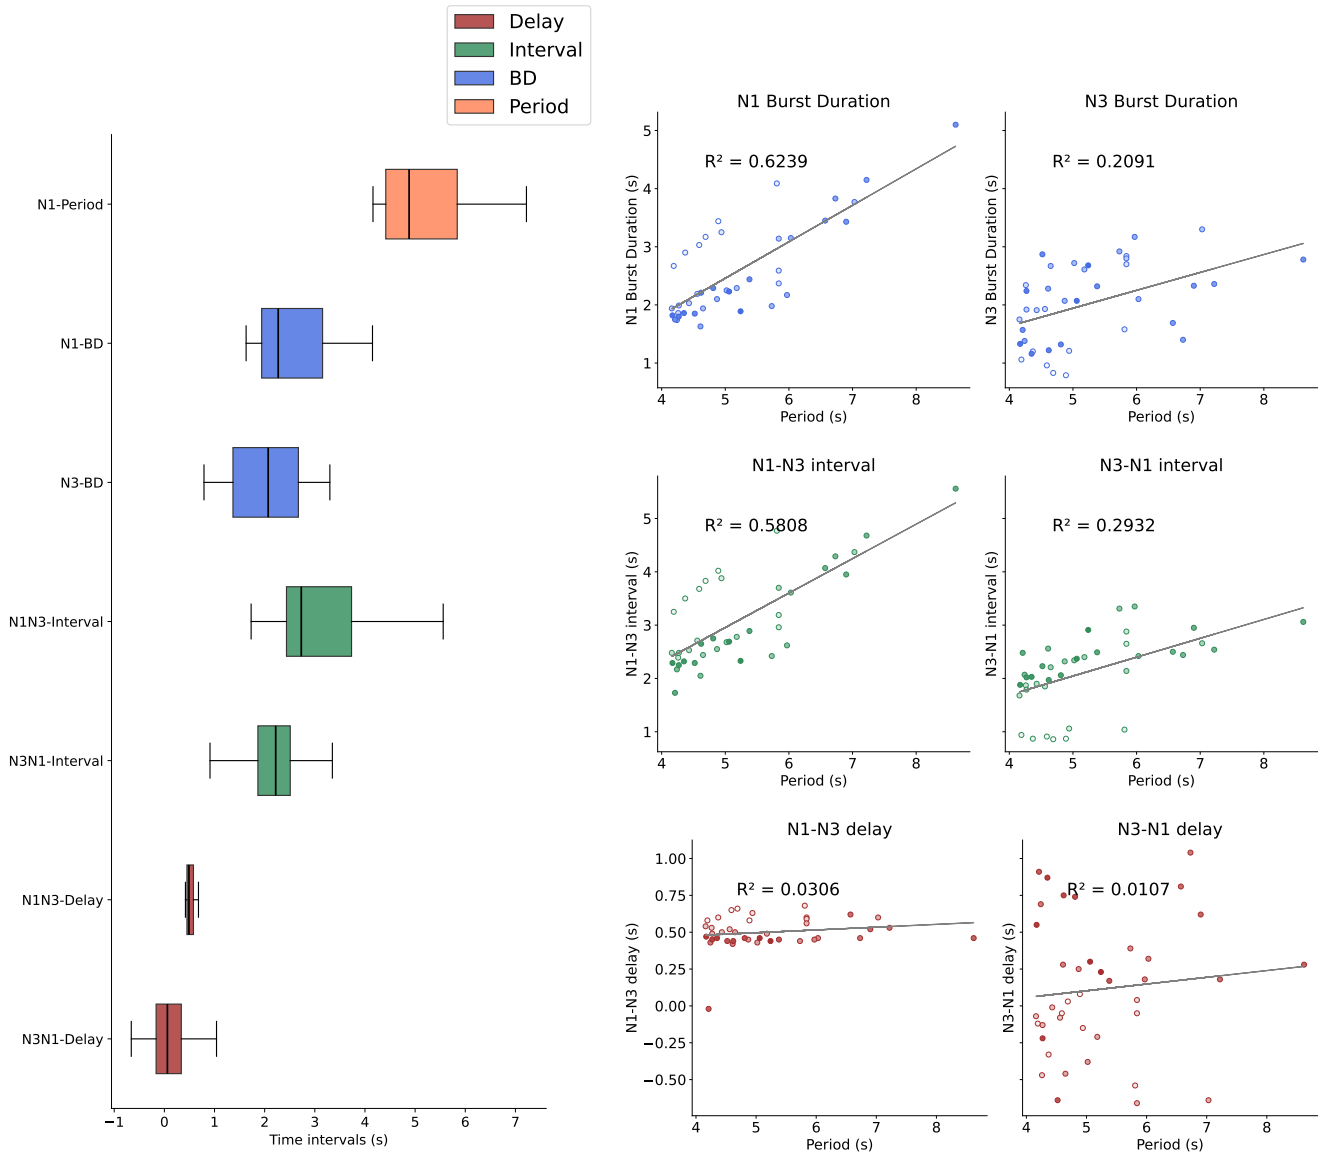 Delay
Interval
BD
Period
N1-Period
N1-BD
N3-BD
N1N3-Interval
N3N1-Interval
N1N3-Delay
N3N1-Delay
−1 0 1 2 3 4 5 6 7
Time intervals (s)
N1 Burst Duration
R² = 0.6239
N1 Burst Duration (s)
5
4
3
2
1
4 5 6 7 8
Period (s)
N3 Burst Duration
R² = 0.2091
N3 Burst Duration (s)
4 5 6 7 8
Period (s)
N1-N3 interval
R² = 0.5808
N1-N3 interval (s)
5
4
3
2
1
4 5 6 7 8
Period (s)
N3-N1 interval
R² = 0.2932
N3-N1 interval (s)
4 5 6 7 8
Period (s)
N1-N3 delay
R² = 0.0306
N1-N3 delay (s)
1.00
0.75
0.50
0.25
0.00
−0.25
−0.50
4 5 6 7 8
Period (s)
N3-N1 delay
R² = 0.0107
N3-N1 delay (s)
4 5 6 7 8
Period (s)